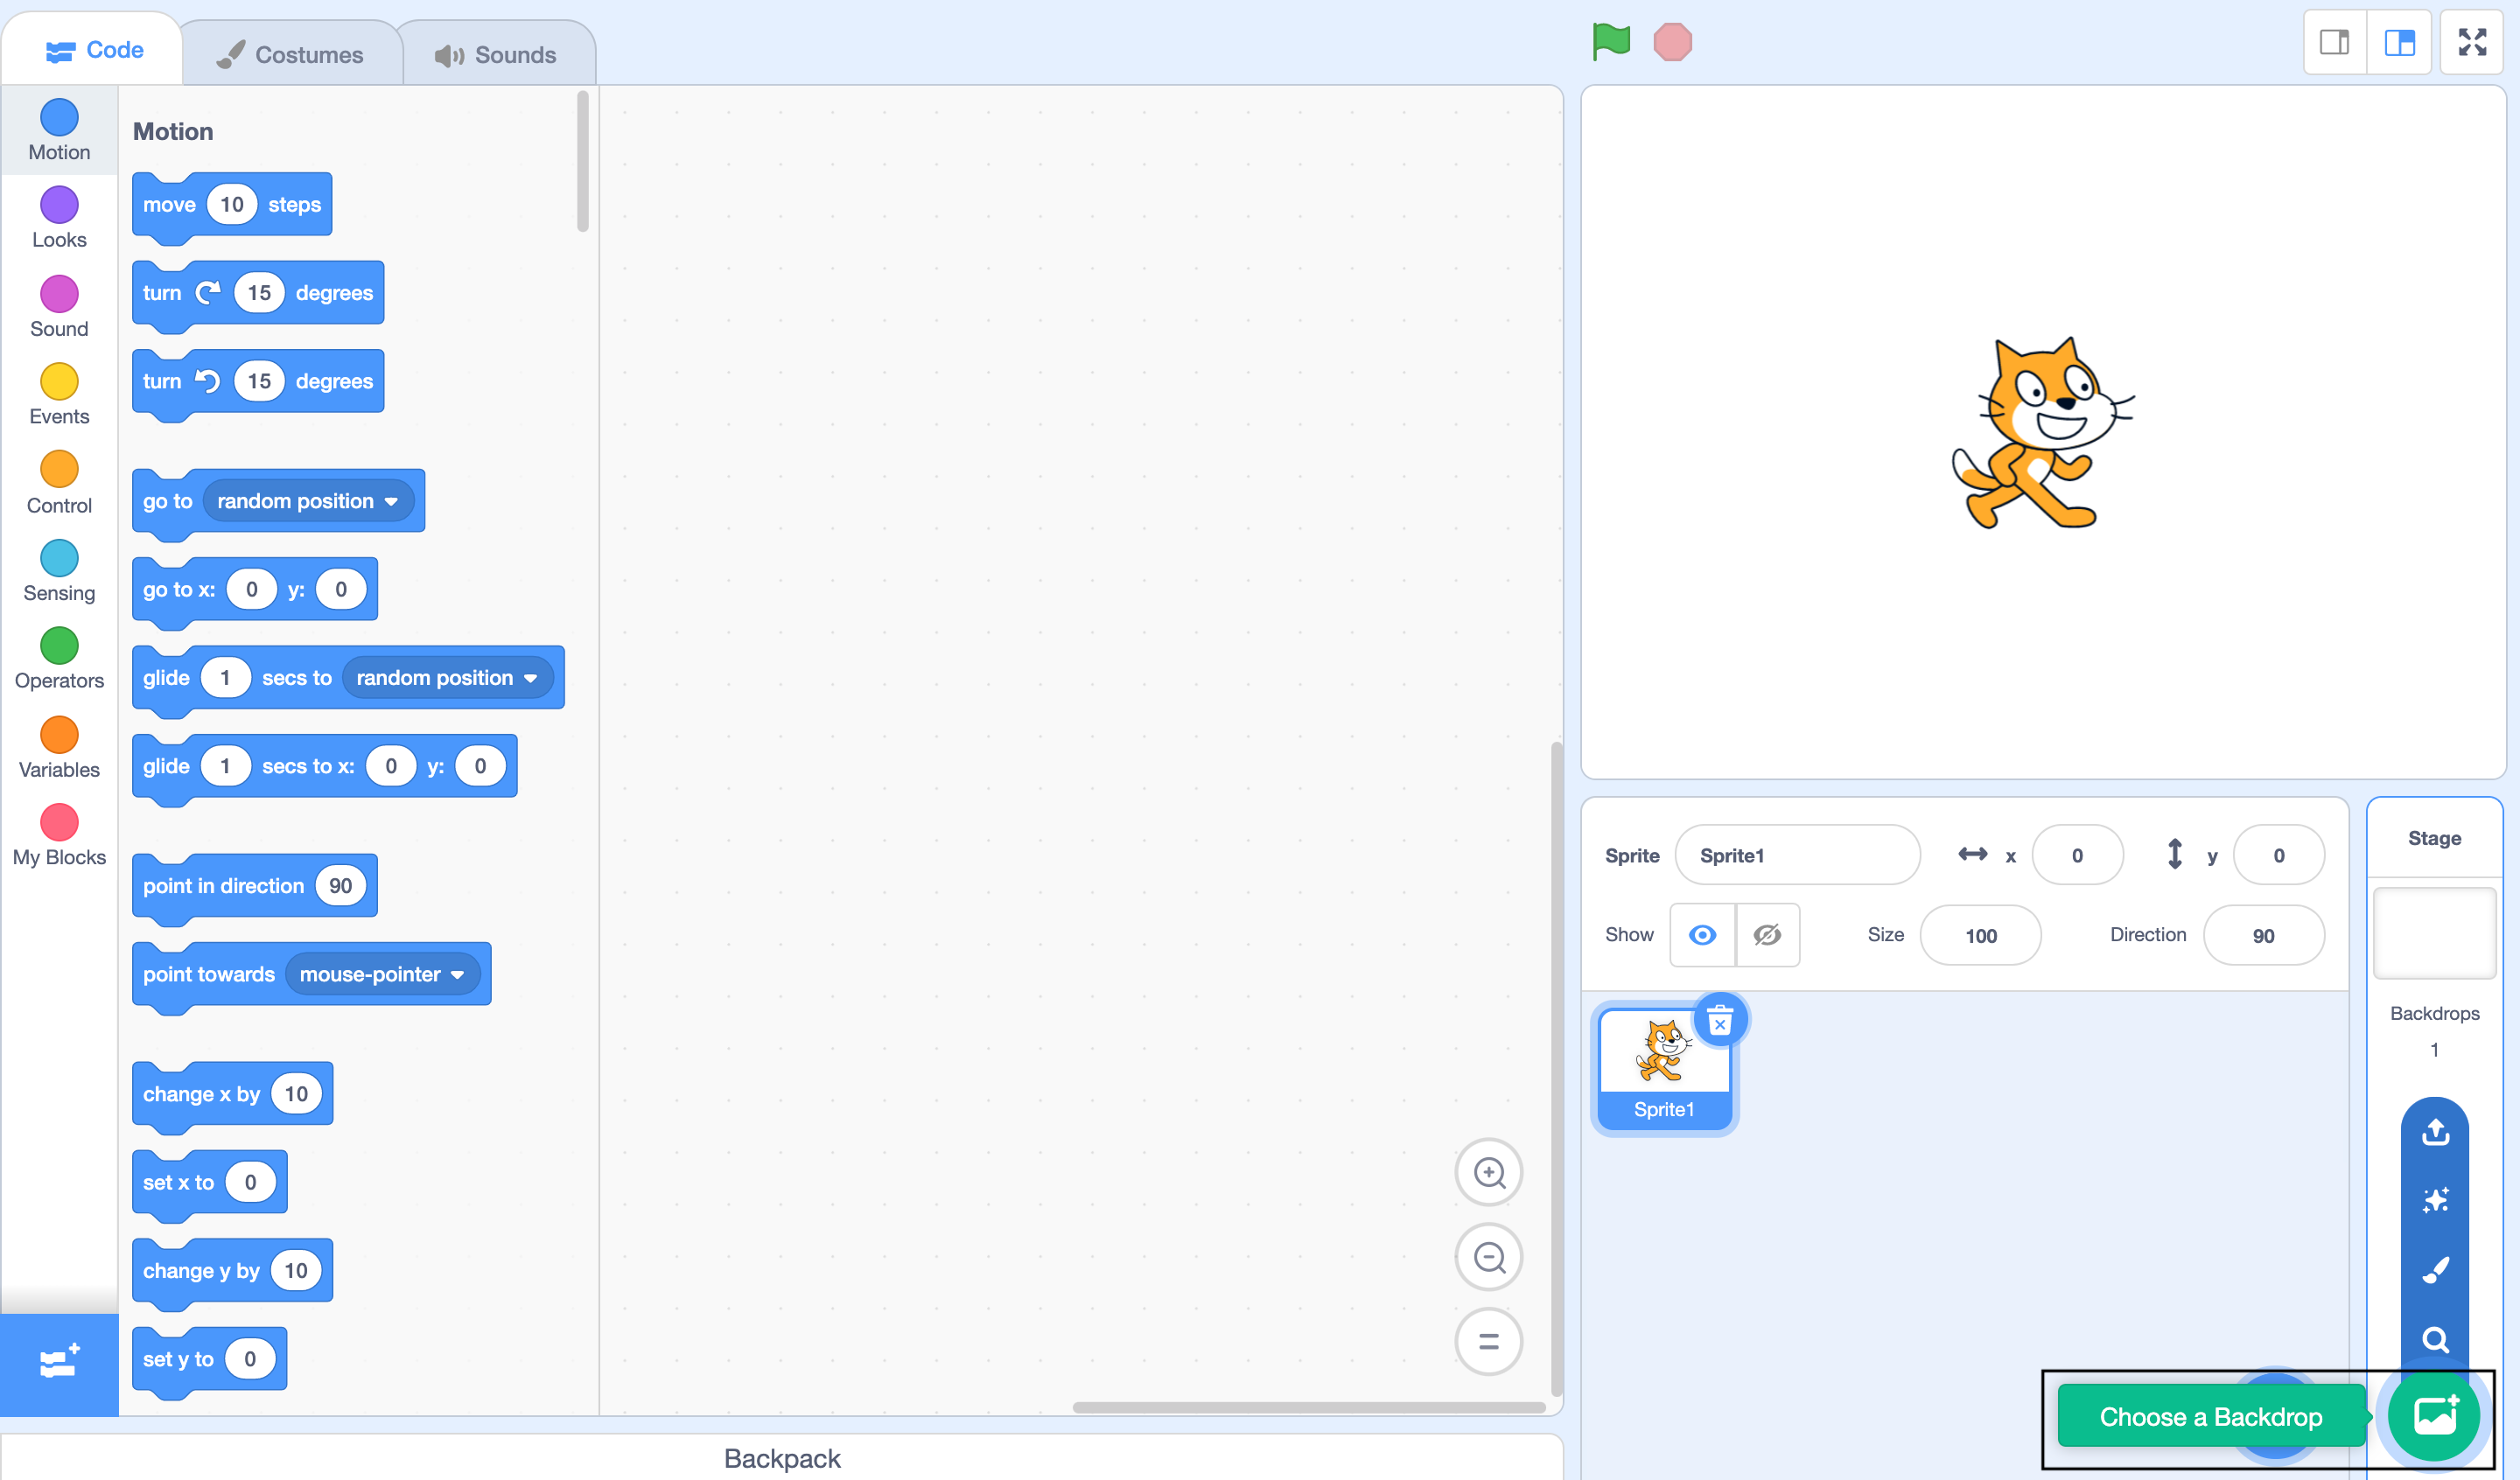 Code
Costumes
Sounds
Motion
Looks
Sound
Events
Control
Sensing
Operators
Variables
My Blocks
Motion
move 10 steps
turn 15 degrees
turn 15 degrees
go to random position
go to x: 0 y: 0
glide 1 secs to random position
glide 1 secs to x: 0 y: 0
point in direction 90
point towards mouse-pointer
change x by 10
set x to 0
change y by 10
set y to 0
Backpack
Sprite Sprite1 x 0 y 0
Show Size 100 Direction 90
Sprite1
Stage
Backdrops
1
Choose a Backdrop